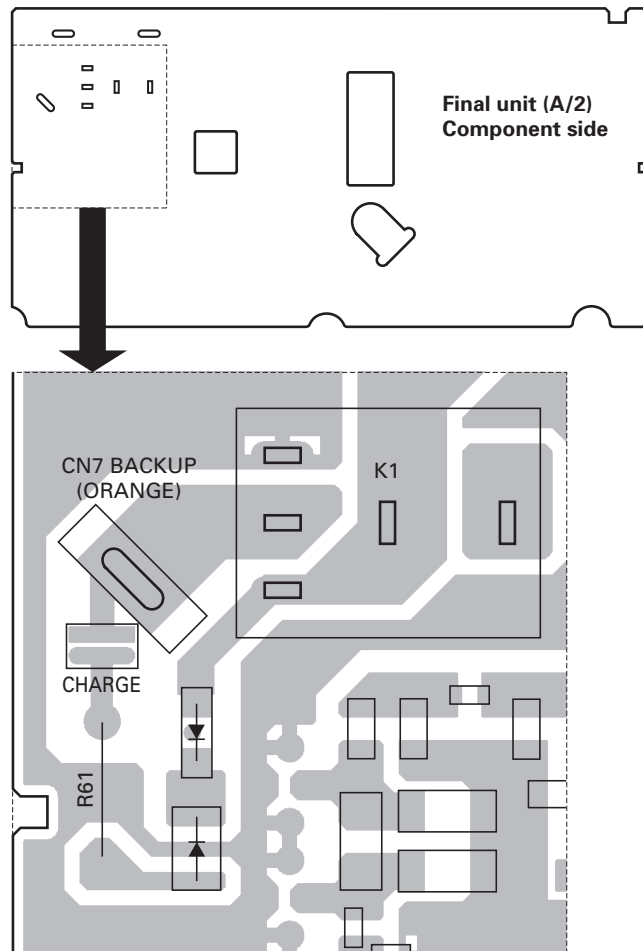 Final unit (A/2)
Component side
CN7 BACKUP
(ORANGE)
K1
CHARGE
R61